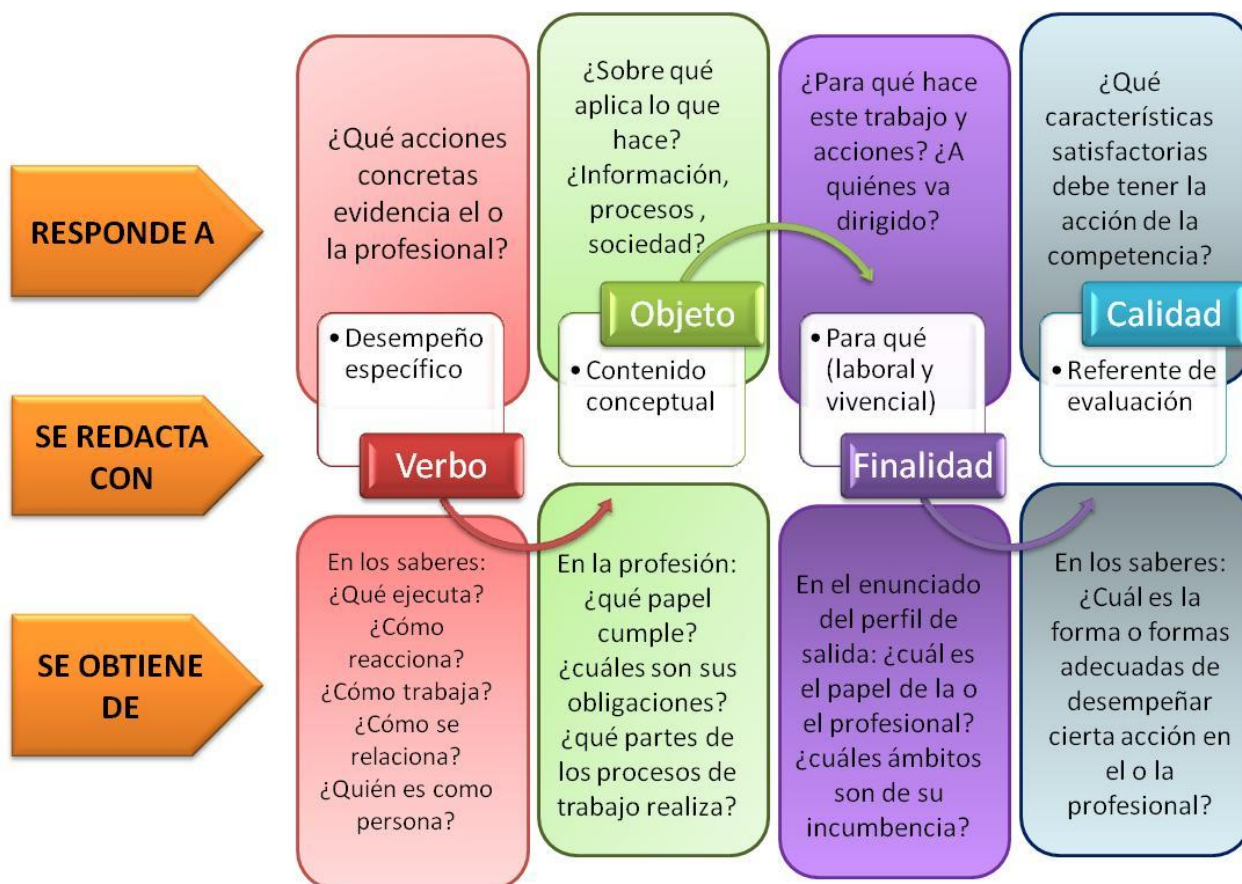 RESPONDE A
¿Qué acciones
concretas
evidencia el o
la profesional?
¿Sobre qué
aplica lo que
hace?
¿Información,
procesos ,
sociedad?
¿Para qué hace
este trabajo y
acciones? ¿A
quiénes va
dirigido?
¿Qué
características
satisfactorias
debe tener la
acción de la
competencia?
SE REDACTA
CON
• Desempeño
específico
Verbo
Objeto
• Contenido
conceptual
• Para qué
(laboral y
vivencial)
Finalidad
Calidad
• Referente de
evaluación
SE OBTIENE
DE
En los saberes:
¿Qué ejecuta?
¿Cómo
reacciona?
¿Cómo trabaja?
¿Cómo se
relaciona?
¿Quién es como
persona?
En la profesión:
¿qué papel
cumple?
¿cuáles son sus
obligaciones?
¿qué partes de
los procesos de
trabajo realiza?
En el enunciado
del perfil de
salida: ¿cuál es
el papel de la o
el profesional?
¿cuáles ámbitos
son de su
incumbencia?
En los saberes:
¿Cuál es la
forma o formas
adecuadas de
desempeñar
cierta acción en
el o la
profesional?